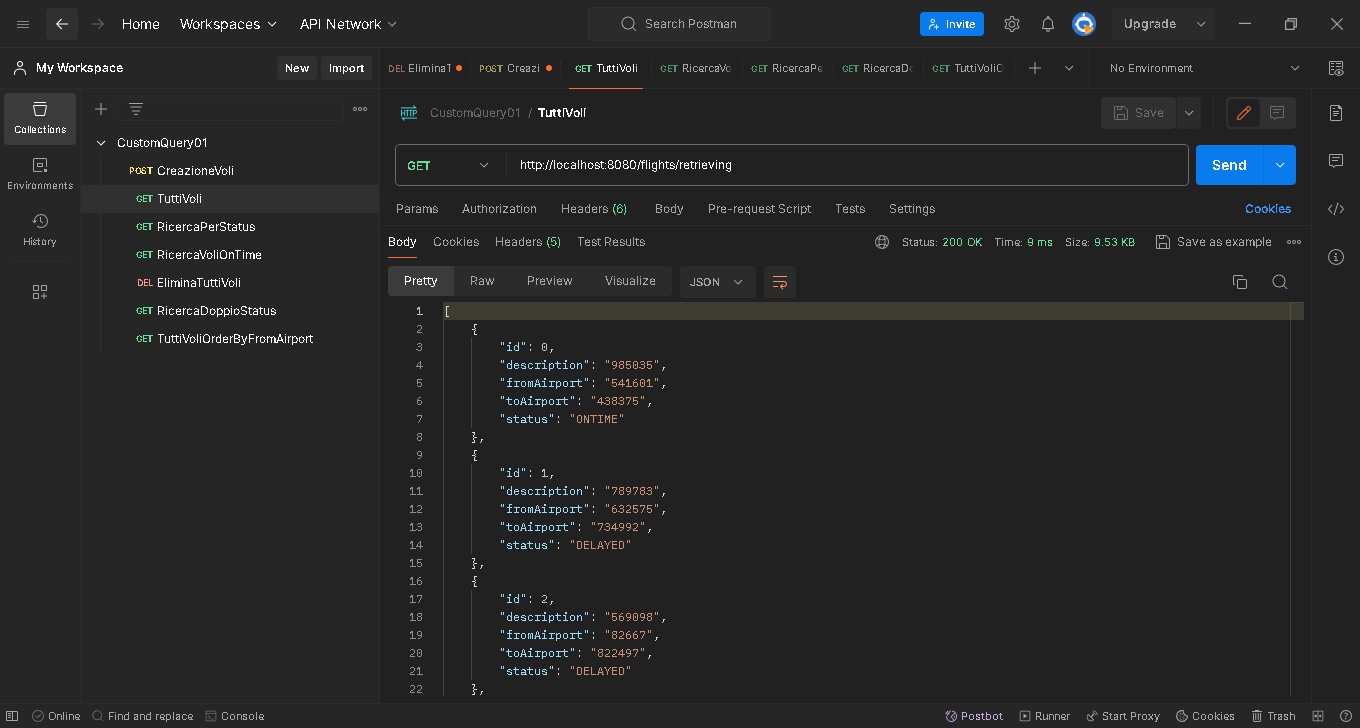 Home Workspaces API Network Search Postman Invite Upgrade
My Workspace New Import DEL EliminaT POST Creazi GET TuttiVoli GET RicercaVo GET RicercaPe GET RicercaDo GET TuttiVoliO No Environment
Collections
Environments
History
CustomQuery01
POST CreazioneVoli
GET TuttiVoli
GET RicercaPerStatus
GET RicercaVoliOnTime
DEL EliminaTuttiVoli
GET RicercaDoppioStatus
GET TuttiVoliOrderByFromAirport
HTTP CustomQuery01 / TuttiVoli Save
GET http://localhost:8080/flights/retrieving Send
Params Authorization Headers (6) Body Pre-request Script Tests Settings Cookies
Body Cookies Headers (5) Test Results Status: 200 OK Time: 9 ms Size: 9.53 KB Save as example
Pretty Raw Preview Visualize JSON
1 [
2 {
3 "id": 0,
4 "description": "985035",
5 "fromAirport": "541601",
6 "toAirport": "438375",
7 "status": "ONTIME"
8 },
9 {
10 "id": 1,
11 "description": "789783",
12 "fromAirport": "632575",
13 "toAirport": "734992",
14 "status": "DELAYED"
15 },
16 {
17 "id": 2,
18 "description": "569098",
19 "fromAirport": "82667",
20 "toAirport": "822497",
21 "status": "DELAYED"
22 },
Online Find and replace Console Postbot Runner Start Proxy Cookies Trash